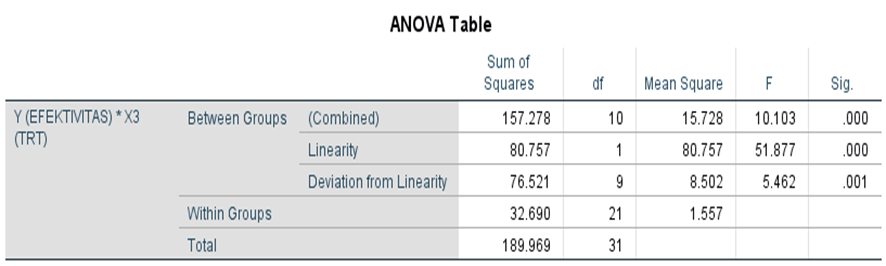 ANOVA Table
Sum of
Squares df Mean Square F Sig.
Y (EFEKTIVITAS) * X3 Between Groups (Combined) 157.278 10 15.728 10.103 .000
(TRT)
Linearity 80.757 1 80.757 51.877 .000
Deviation from Linearity 76.521 9 8.502 5.462 .001
Within Groups 32.690 21 1.557
Total 189.969 31